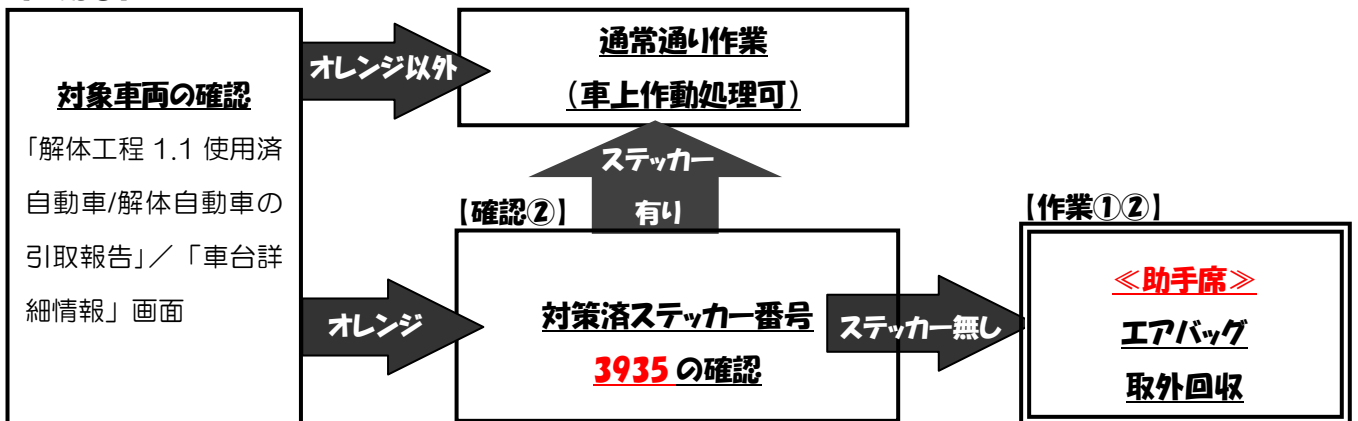 対象車両の確認
「解体工程 1.1 使用済
自動車/解体自動車の
引取報告」／「車台詳
細情報」画面
オレンジ以外
通常通り作業
（車上作動処理可）
ステッカー
有り
オレンジ
【確認②】
対策済ステッカー番号
3935 の確認
ステッカー無し
【作業①②】
≪助手席≫
エアバッグ
取外回収